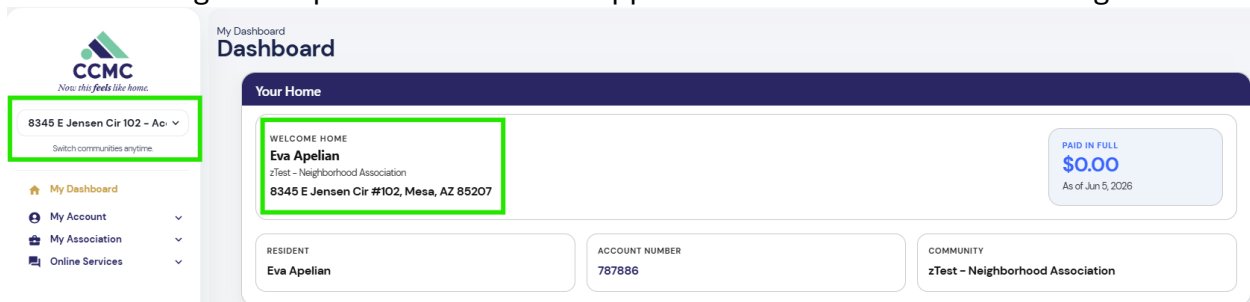 CCMC
Now this feels like home.
8345 E Jensen Cir 102 -
Switch communities anytime.
My Dashboard
My Account
My Association
Online Services
My Dashboard
Dashboard
Your Home
WELCOME HOME
Eva Apelian
zTest - Neighborhood Association
8345 E Jensen Cir #102, Mesa, AZ 85207
PAID IN FULL
$0.00
As of Jun 5, 2026
RESIDENT
Eva Apelian
ACCOUNT NUMBER
787886
COMMUNITY
zTest - Neighborhood Association